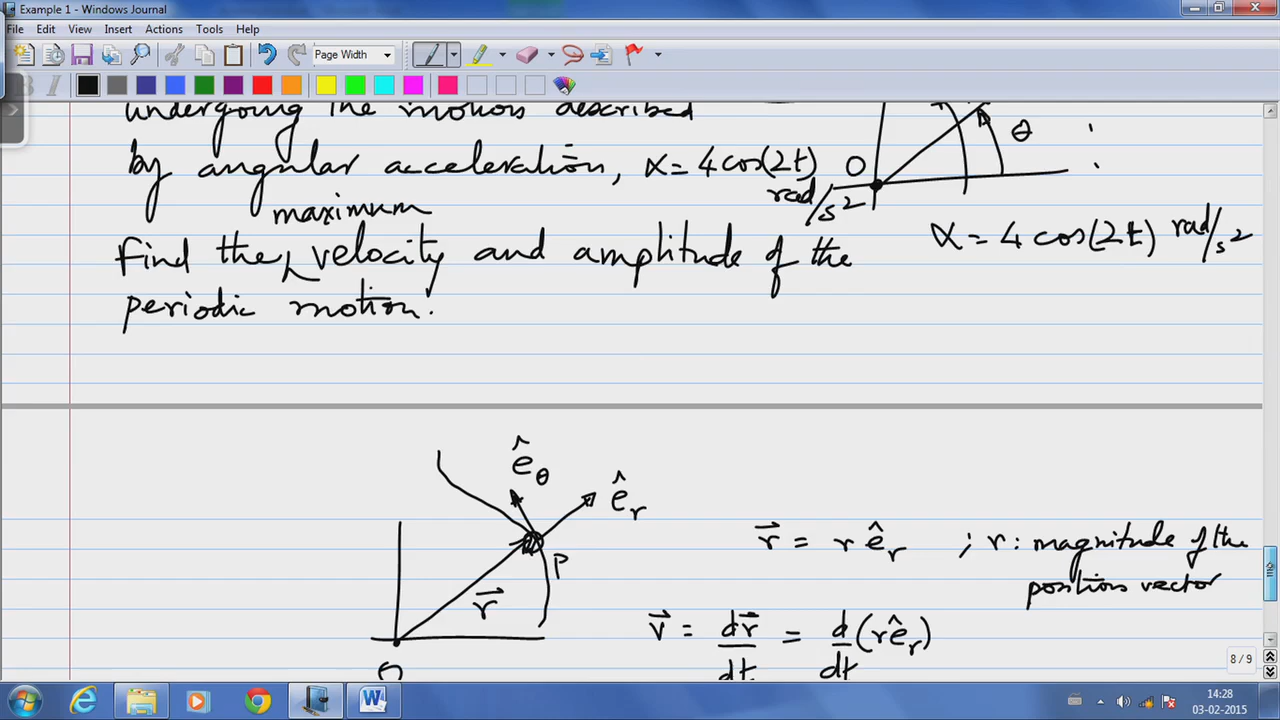 Example 1 - Windows Journal
File Edit View Insert Actions Tools Help
Page Width
B I
undergoing the motion described
by angular acceleration, α = 4 cos(2t) rad/s²
maximum
Find the ^ velocity and amplitude of the
periodic motion.
O θ
α = 4 cos(2t) rad/s²
ê_θ
ê_r
P
r⃗
O
r⃗ = r ê_r ; r : magnitude of the
position vector
v⃗ = dr⃗/dt = d/dt (r ê_r)
8 / 9
14:28
03-02-2015